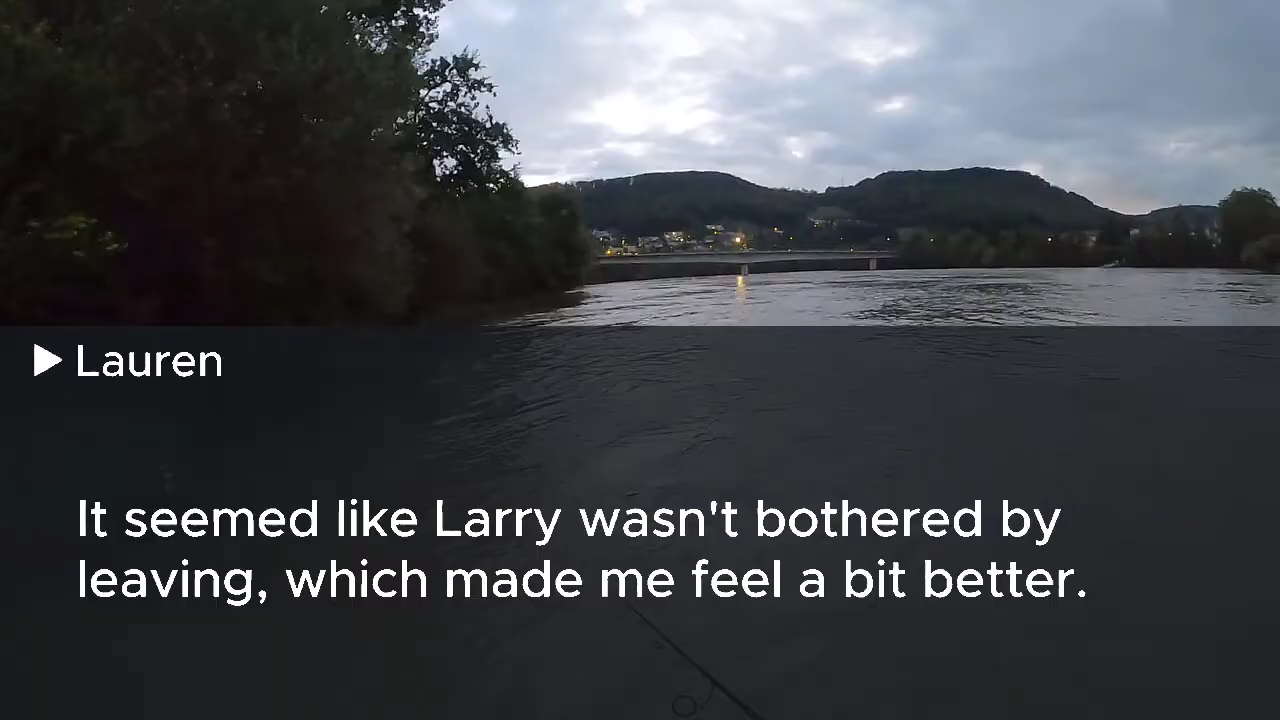 Lauren
It seemed like Larry wasn't bothered by
leaving, which made me feel a bit better.